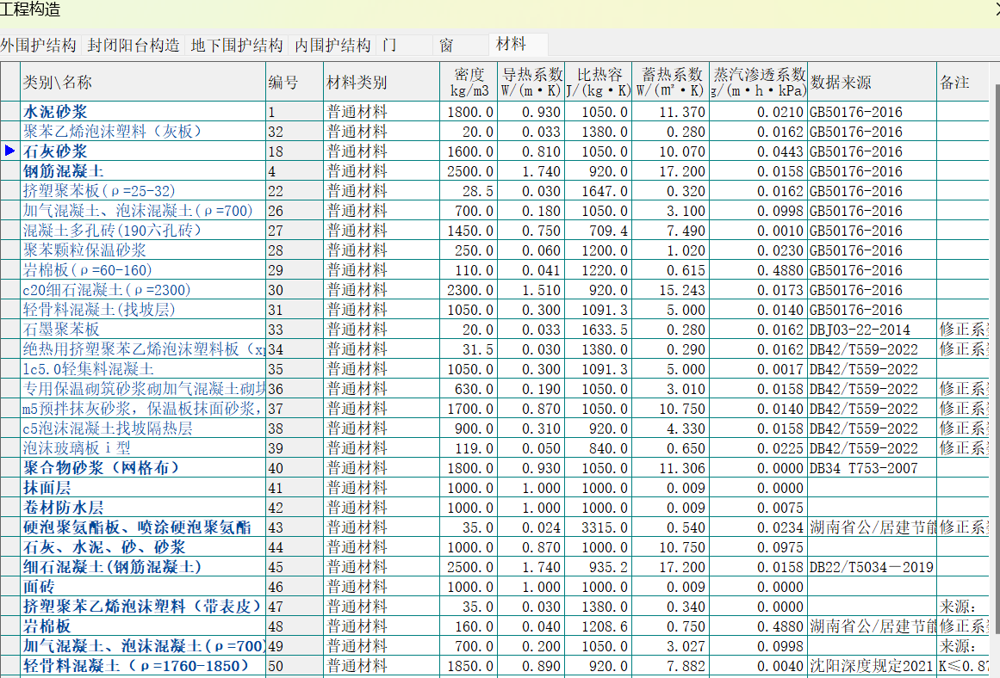 工程构造
外围护结构 封闭阳台构造 地下围护结构 内围护结构 门 窗 材料
类别\名称 编号 材料类别 密度 kg/m3 导热系数 W/(m·K) 比热容 J/(kg·K) 蓄热系数 W/(㎡·K) 蒸汽渗透系数 g/(m·h·kPa) 数据来源 备注
水泥砂浆 1 普通材料 1800.0 0.930 1050.0 11.370 0.0210 GB50176-2016
聚苯乙烯泡沫塑料（灰板） 32 普通材料 20.0 0.033 1380.0 0.280 0.0162 GB50176-2016
石灰砂浆 18 普通材料 1600.0 0.810 1050.0 10.070 0.0443 GB50176-2016
钢筋混凝土 4 普通材料 2500.0 1.740 920.0 17.200 0.0158 GB50176-2016
挤塑聚苯板(ρ=25-32) 22 普通材料 28.5 0.030 1647.0 0.320 0.0162 GB50176-2016
加气混凝土、泡沫混凝土(ρ=700) 26 普通材料 700.0 0.180 1050.0 3.100 0.0998 GB50176-2016
混凝土多孔砖(190六孔砖) 27 普通材料 1450.0 0.750 709.4 7.490 0.0010 GB50176-2016
聚苯颗粒保温砂浆 28 普通材料 250.0 0.060 1200.0 1.020 0.0230 GB50176-2016
岩棉板(ρ=60-160) 29 普通材料 110.0 0.041 1220.0 0.615 0.4880 GB50176-2016
c20细石混凝土(ρ=2300) 30 普通材料 2300.0 1.510 920.0 15.243 0.0173 GB50176-2016
轻骨料混凝土(找坡层) 31 普通材料 1050.0 0.300 1091.3 5.000 0.0140 GB50176-2016
石墨聚苯板 33 普通材料 20.0 0.033 1633.5 0.280 0.0162 DBJ03-22-2014 修正系
绝热用挤塑聚苯乙烯泡沫塑料板（x 34 普通材料 31.5 0.030 1380.0 0.290 0.0162 DB42/T559-2022 修正系
lc5.0轻集料混凝土 35 普通材料 1050.0 0.300 1091.3 5.000 0.0017 DB42/T559-2022
专用保温砌筑砂浆砌加气混凝土砌块 36 普通材料 630.0 0.190 1050.0 3.010 0.0158 DB42/T559-2022 修正系
m5预拌抹灰砂浆，保温板抹面砂浆， 37 普通材料 1700.0 0.870 1050.0 10.750 0.0140 DB42/T559-2022 修正系
c5泡沫混凝土找坡隔热层 38 普通材料 900.0 0.310 920.0 4.330 0.0158 DB42/T559-2022 修正系
泡沫玻璃板ⅰ型 39 普通材料 119.0 0.050 840.0 0.650 0.0225 DB42/T559-2022 修正系
聚合物砂浆（网格布） 40 普通材料 1800.0 0.930 1050.0 11.306 0.0000 DB34 T753-2007
抹面层 41 普通材料 1000.0 1.000 1000.0 0.009 0.0000
卷材防水层 42 普通材料 1000.0 1.000 1000.0 0.009 0.0075
硬泡聚氨酯板、喷涂硬泡聚氨酯 43 普通材料 35.0 0.024 3315.0 0.540 0.0234 湖南省公/居建节能 修正系
石灰、水泥、砂、砂浆 44 普通材料 1000.0 0.870 1000.0 10.750 0.0975
细石混凝土(钢筋混凝土) 45 普通材料 2500.0 1.740 935.2 17.200 0.0158 DB22/T5034－2019
面砖 46 普通材料 1000.0 1.000 1000.0 0.009 0.0000
挤塑聚苯乙烯泡沫塑料（带表皮） 47 普通材料 35.0 0.030 1380.0 0.340 0.0000 来源：
岩棉板 48 普通材料 160.0 0.040 1208.6 0.750 0.4880 湖南省公/居建节能 修正系
加气混凝土、泡沫混凝土(ρ=700) 49 普通材料 700.0 0.200 1050.0 3.027 0.0998 来源：
轻骨料混凝土（ρ=1760-1850） 50 普通材料 1850.0 0.890 920.0 7.882 0.0040 沈阳深度规定2021 K≤0.87